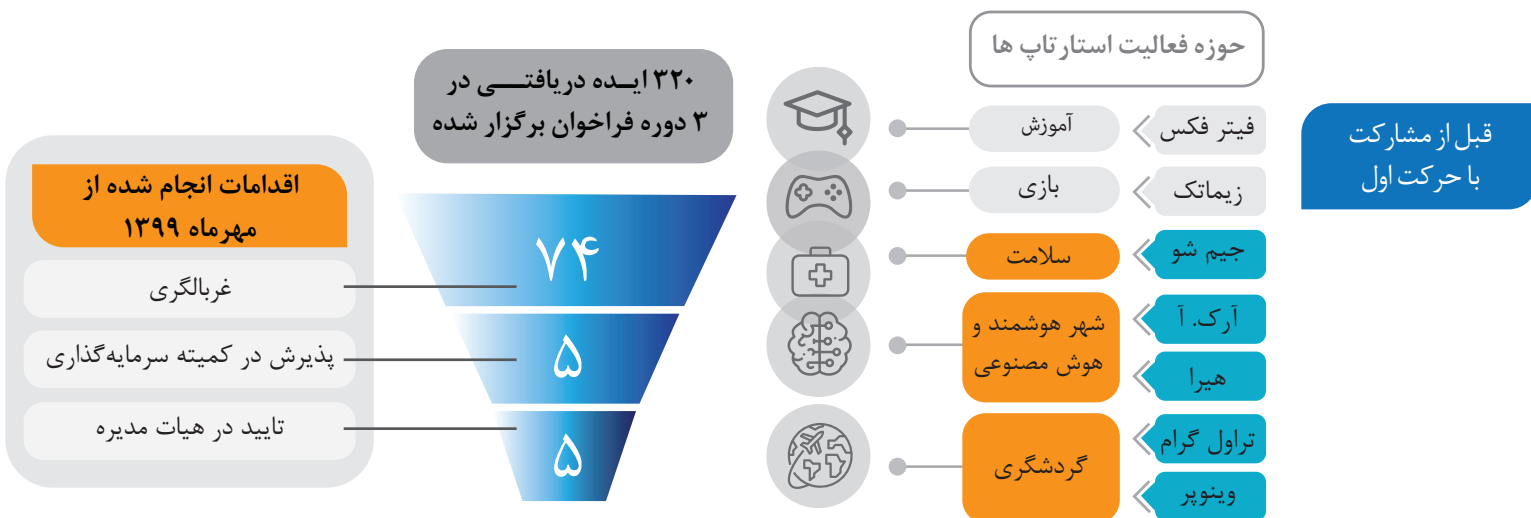 قبل از مشارکت
با حرکت اول
حوزه فعالیت استارتاپ ها
فیتر فکس
آموزش
زیماتک
بازی
جیم شو
سلامت
آرک. آ
هیرا
شهر هوشمند و
هوش مصنوعی
تراول گرام
وینوپر
گردشگری
۳۲۰ ایــده دریافتـــــی در
۳ دوره فراخوان برگزار شده
۷۴
۵
۵
اقدامات انجام شده از
مهرماه ۱۳۹۹
غربالگری
پذیرش در کمیته سرمایه‌گذاری
تایید در هیات مدیره